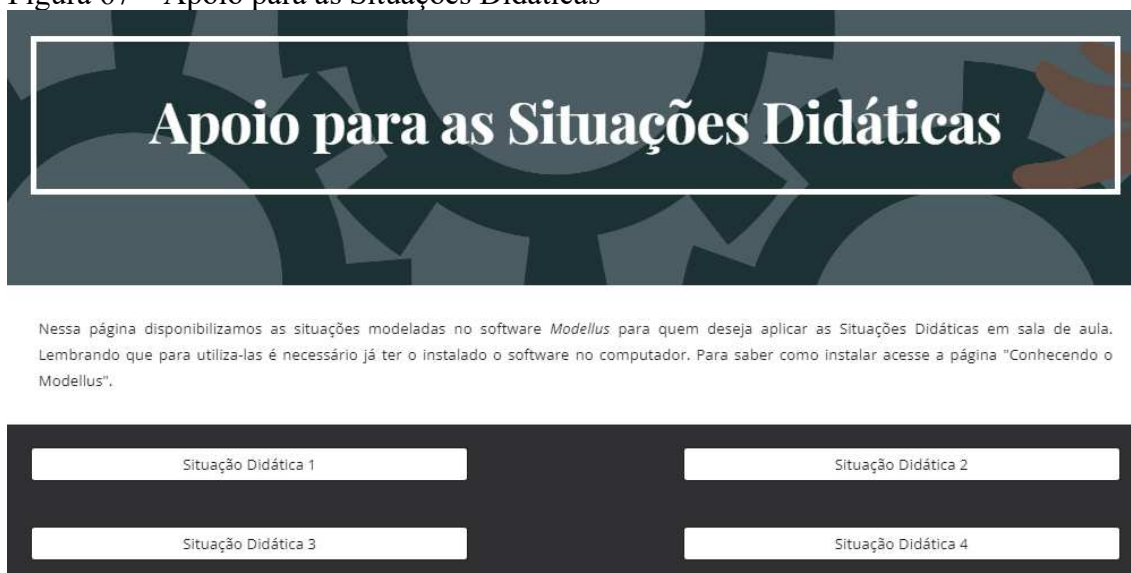 Figura 07 – Apoio para as Situações Didáticas
Apoio para as Situações Didáticas
Nessa página disponibilizamos as situações modeladas no software Modellus para quem deseja aplicar as Situações Didáticas em sala de aula.
Lembrando que para utiliza-las é necessário já ter o instalado o software no computador. Para saber como instalar acesse a página "Conhecendo o
Modellus".
Situação Didática 1
Situação Didática 2
Situação Didática 3
Situação Didática 4